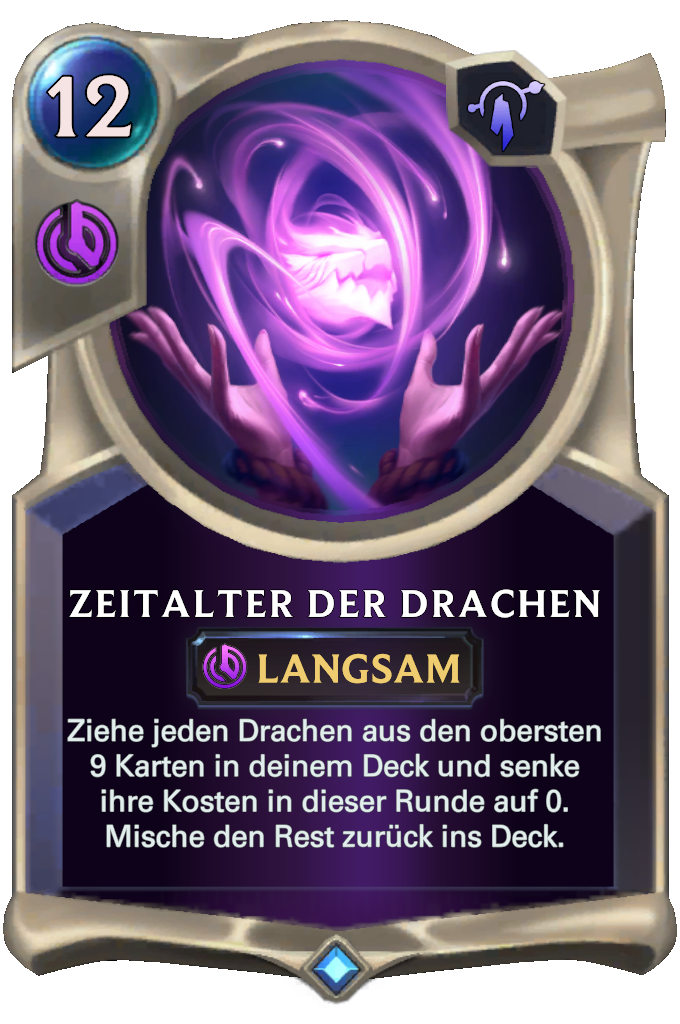 12
ZEITALTER DER DRACHEN
LANGSAM
Ziehe jeden Drachen aus den obersten
9 Karten in deinem Deck und senke
ihre Kosten in dieser Runde auf 0.
Mische den Rest zurück ins Deck.